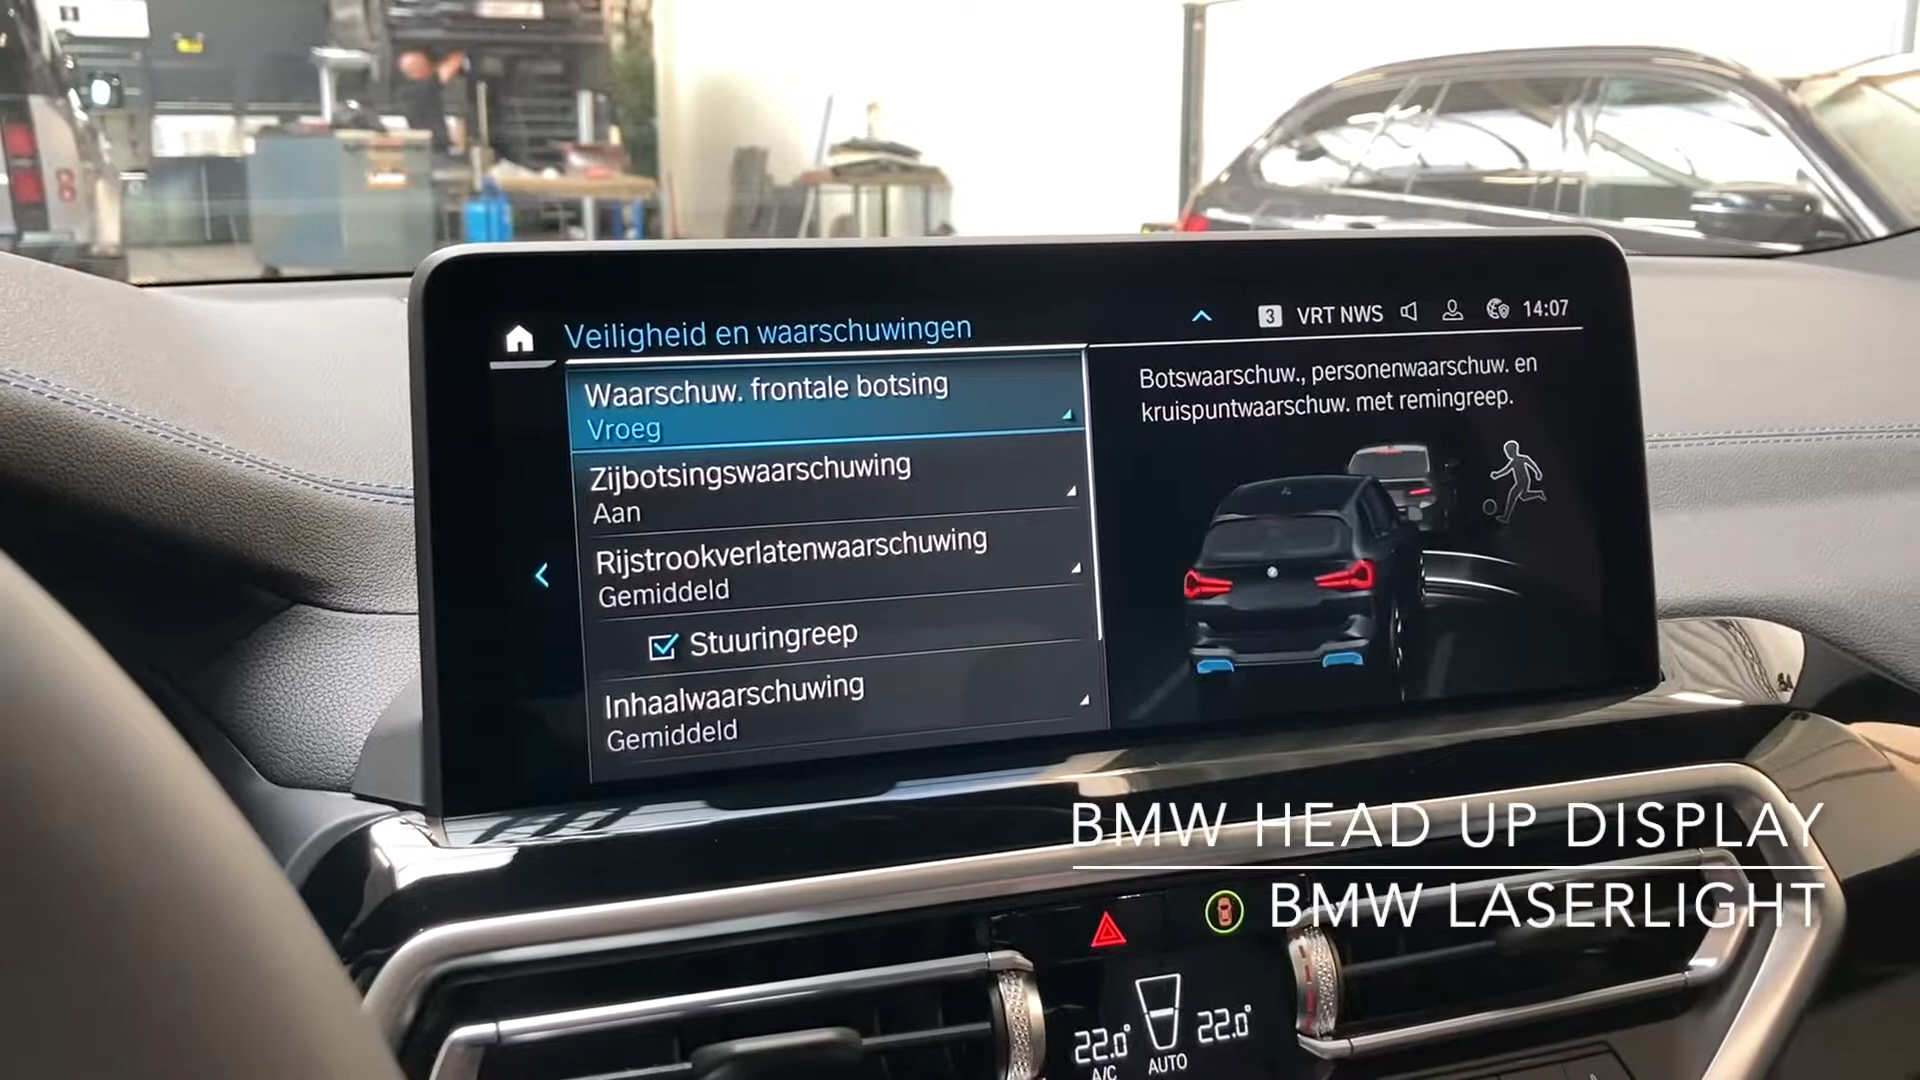 8
Veiligheid en waarschuwingen
3 VRT NWS 14:07
Waarschuw. frontale botsing
Vroeg
Zijbotsingswaarschuwing
Aan
Rijstrookverlatenwaarschuwing
Gemiddeld
Stuuringreep
Inhaalwaarschuwing
Gemiddeld
Botswaarschuw., personenwaarschuw. en
kruispuntwaarschuw. met remingreep.
BMW HEAD UP DISPLAY
BMW LASERLIGHT
22.0° 22.0°
A/C AUTO